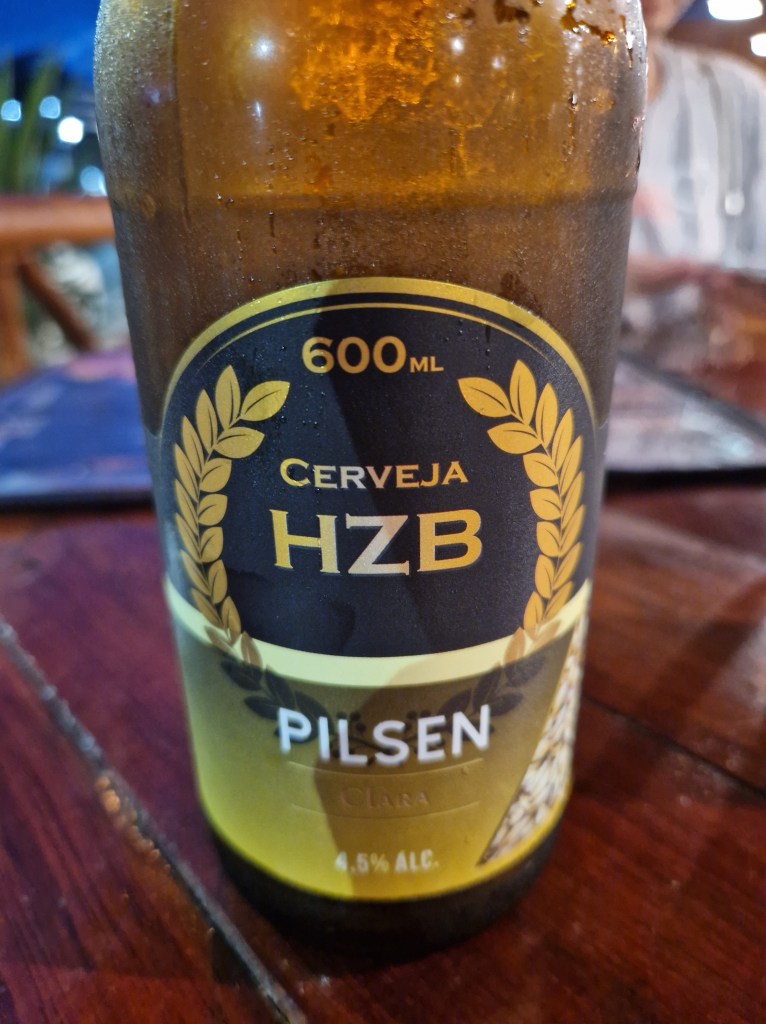 600ML
CERVEJA
HZB
PILSEN
CLARA
4.5% ALC.